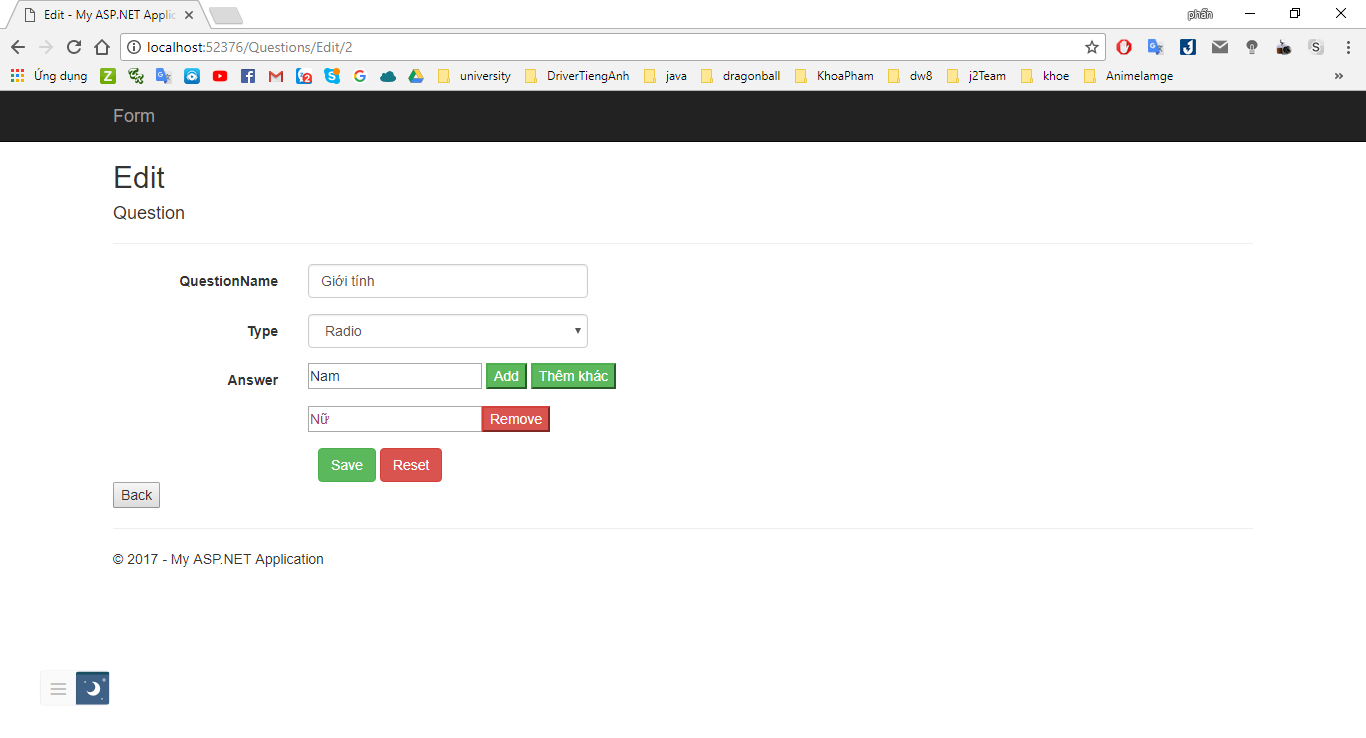 Edit - My ASP.NET Applic
phấn
localhost:52376/Questions/Edit/2
Ứng dụng university DriverTiengAnh java dragonball KhoaPham dw8 j2Team khoe Animelamge »
Form
Edit
Question
QuestionName Giới tính
Type Radio
Answer Nam Add Thêm khác
Nữ Remove
Save Reset
Back
© 2017 - My ASP.NET Application